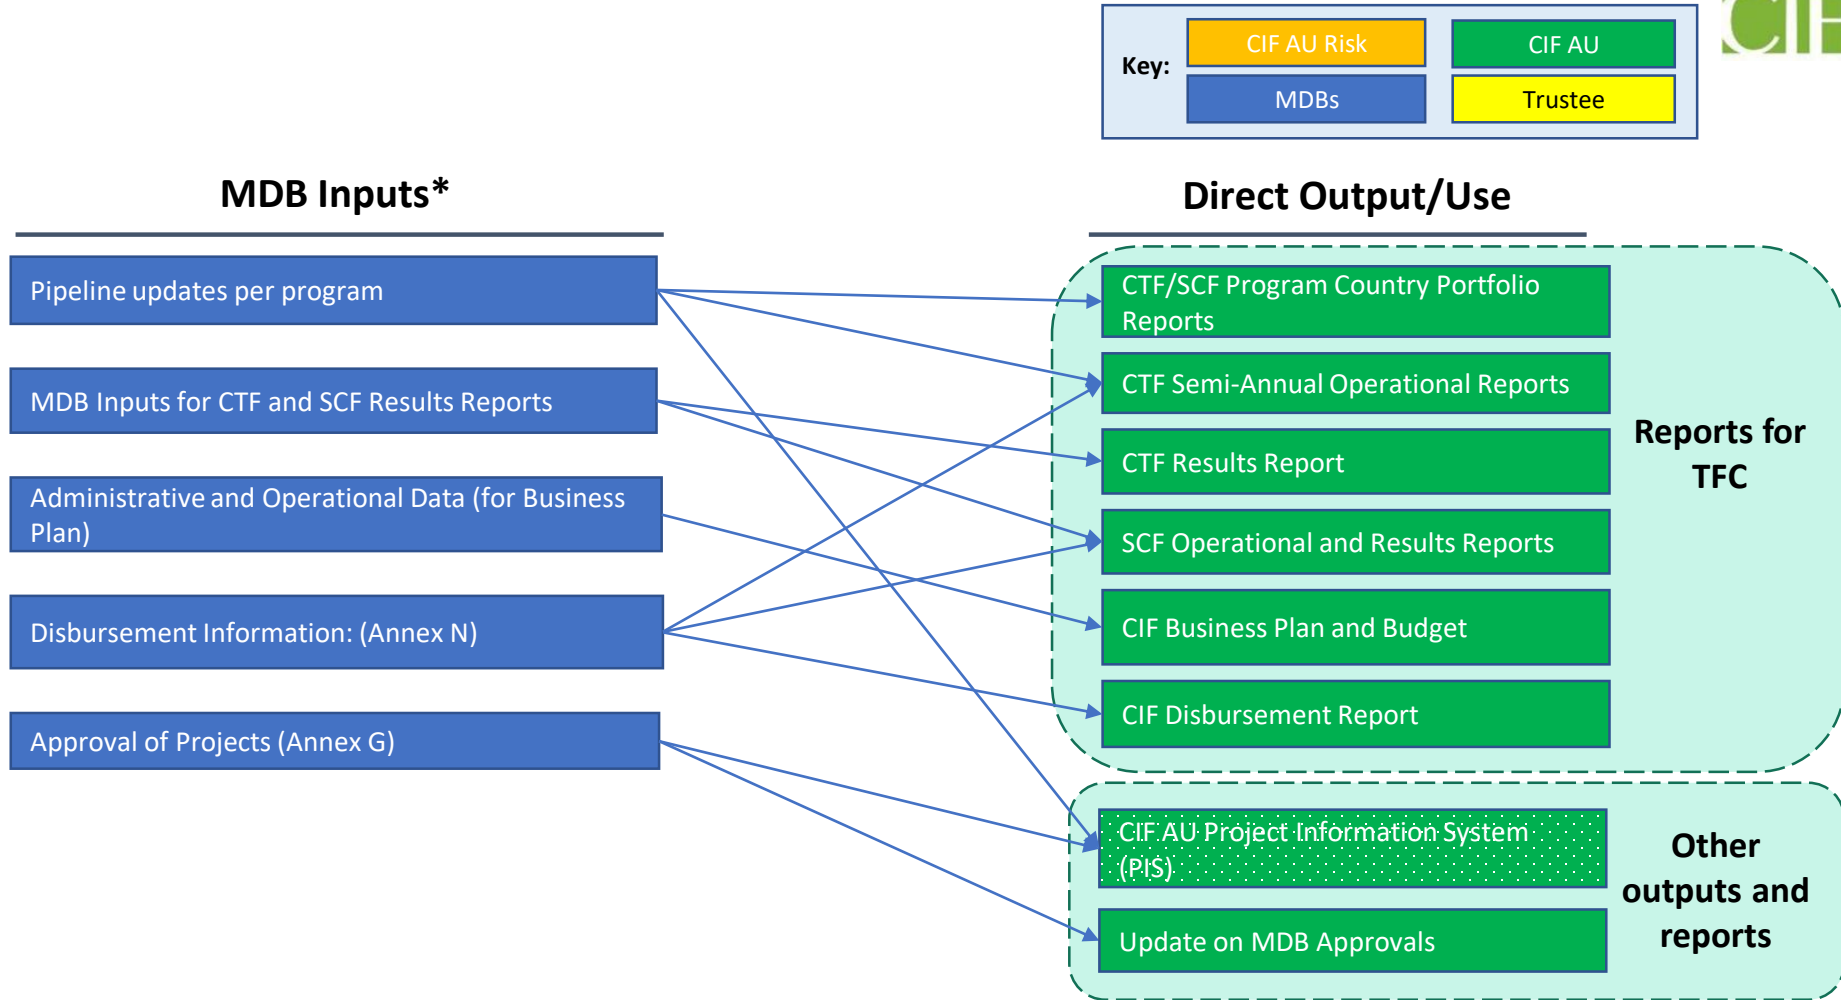 Key:
CIF AU Risk
CIF AU
MDBs
Trustee
CIF
MDB Inputs*
Direct Output/Use
Pipeline updates per program
MDB Inputs for CTF and SCF Results Reports
Administrative and Operational Data (for Business
Plan)
Disbursement Information: (Annex N)
Approval of Projects (Annex G)
CTF/SCF Program Country Portfolio
Reports
CTF Semi-Annual Operational Reports
CTF Results Report
SCF Operational and Results Reports
CIF Business Plan and Budget
CIF Disbursement Report
Reports for
TFC
CIF AU Project Information System
(PIS)
Update on MDB Approvals
Other
outputs and
reports